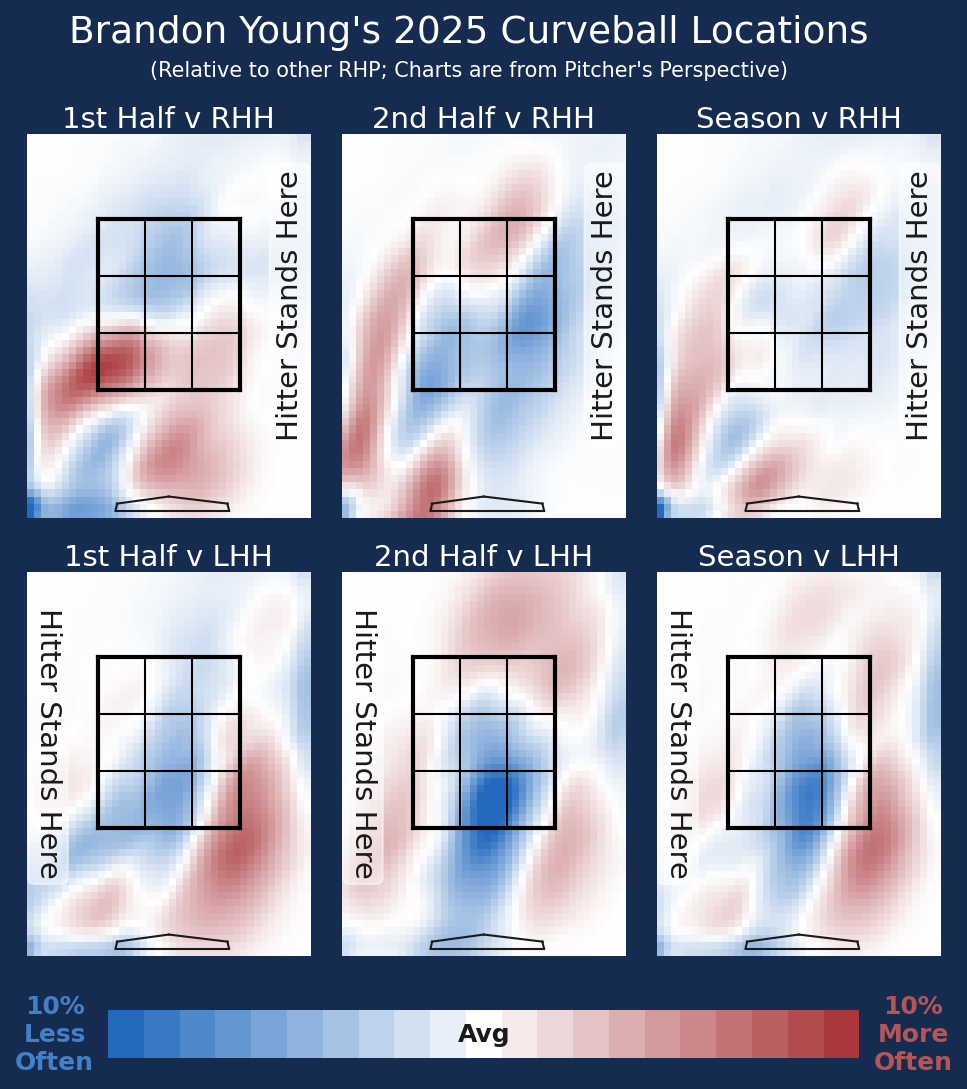 Brandon Young's 2025 Curveball Locations
(Relative to other RHP; Charts are from Pitcher's Perspective)
1st Half v RHH
2nd Half v RHH
Season v RHH
Hitter Stands Here
Hitter Stands Here
Hitter Stands Here
1st Half v LHH
2nd Half v LHH
Season v LHH
Hitter Stands Here
Hitter Stands Here
Hitter Stands Here
10%
Less
Often
Avg
10%
More
Often